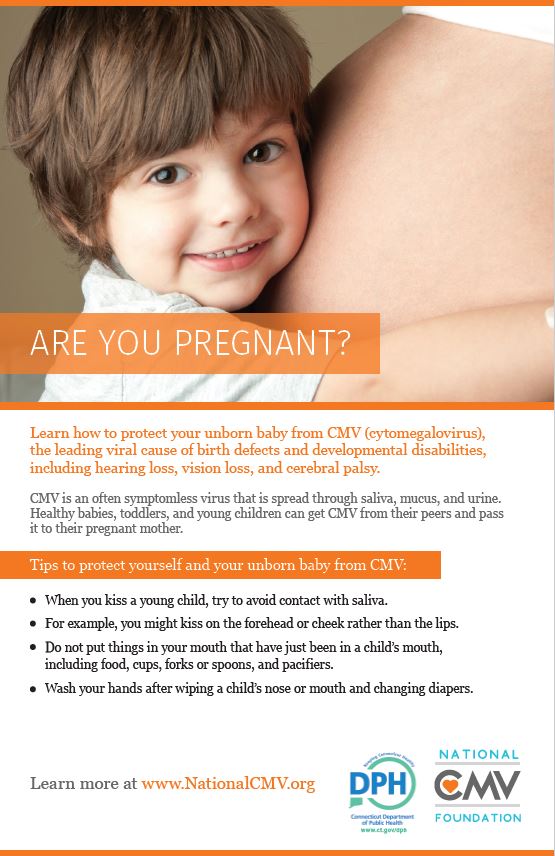 ARE YOU PREGNANT?
Learn how to protect your unborn baby from CMV (cytomegalovirus),
the leading viral cause of birth defects and developmental disabilities,
including hearing loss, vision loss, and cerebral palsy.
CMV is an often symptomless virus that is spread through saliva, mucus, and urine.
Healthy babies, toddlers, and young children can get CMV from their peers and pass
it to their pregnant mother.
Tips to protect yourself and your unborn baby from CMV:
• When you kiss a young child, try to avoid contact with saliva.
• For example, you might kiss on the forehead or cheek rather than the lips.
• Do not put things in your mouth that have just been in a child's mouth,
including food, cups, forks or spoons, and pacifiers.
• Wash your hands after wiping a child's nose or mouth and changing diapers.
Learn more at www.NationalCMV.org
Keeping Connecticut Healthy
DPH
Connecticut Department
of Public Health
www.ct.gov/dph
NATIONAL
CMV
FOUNDATION